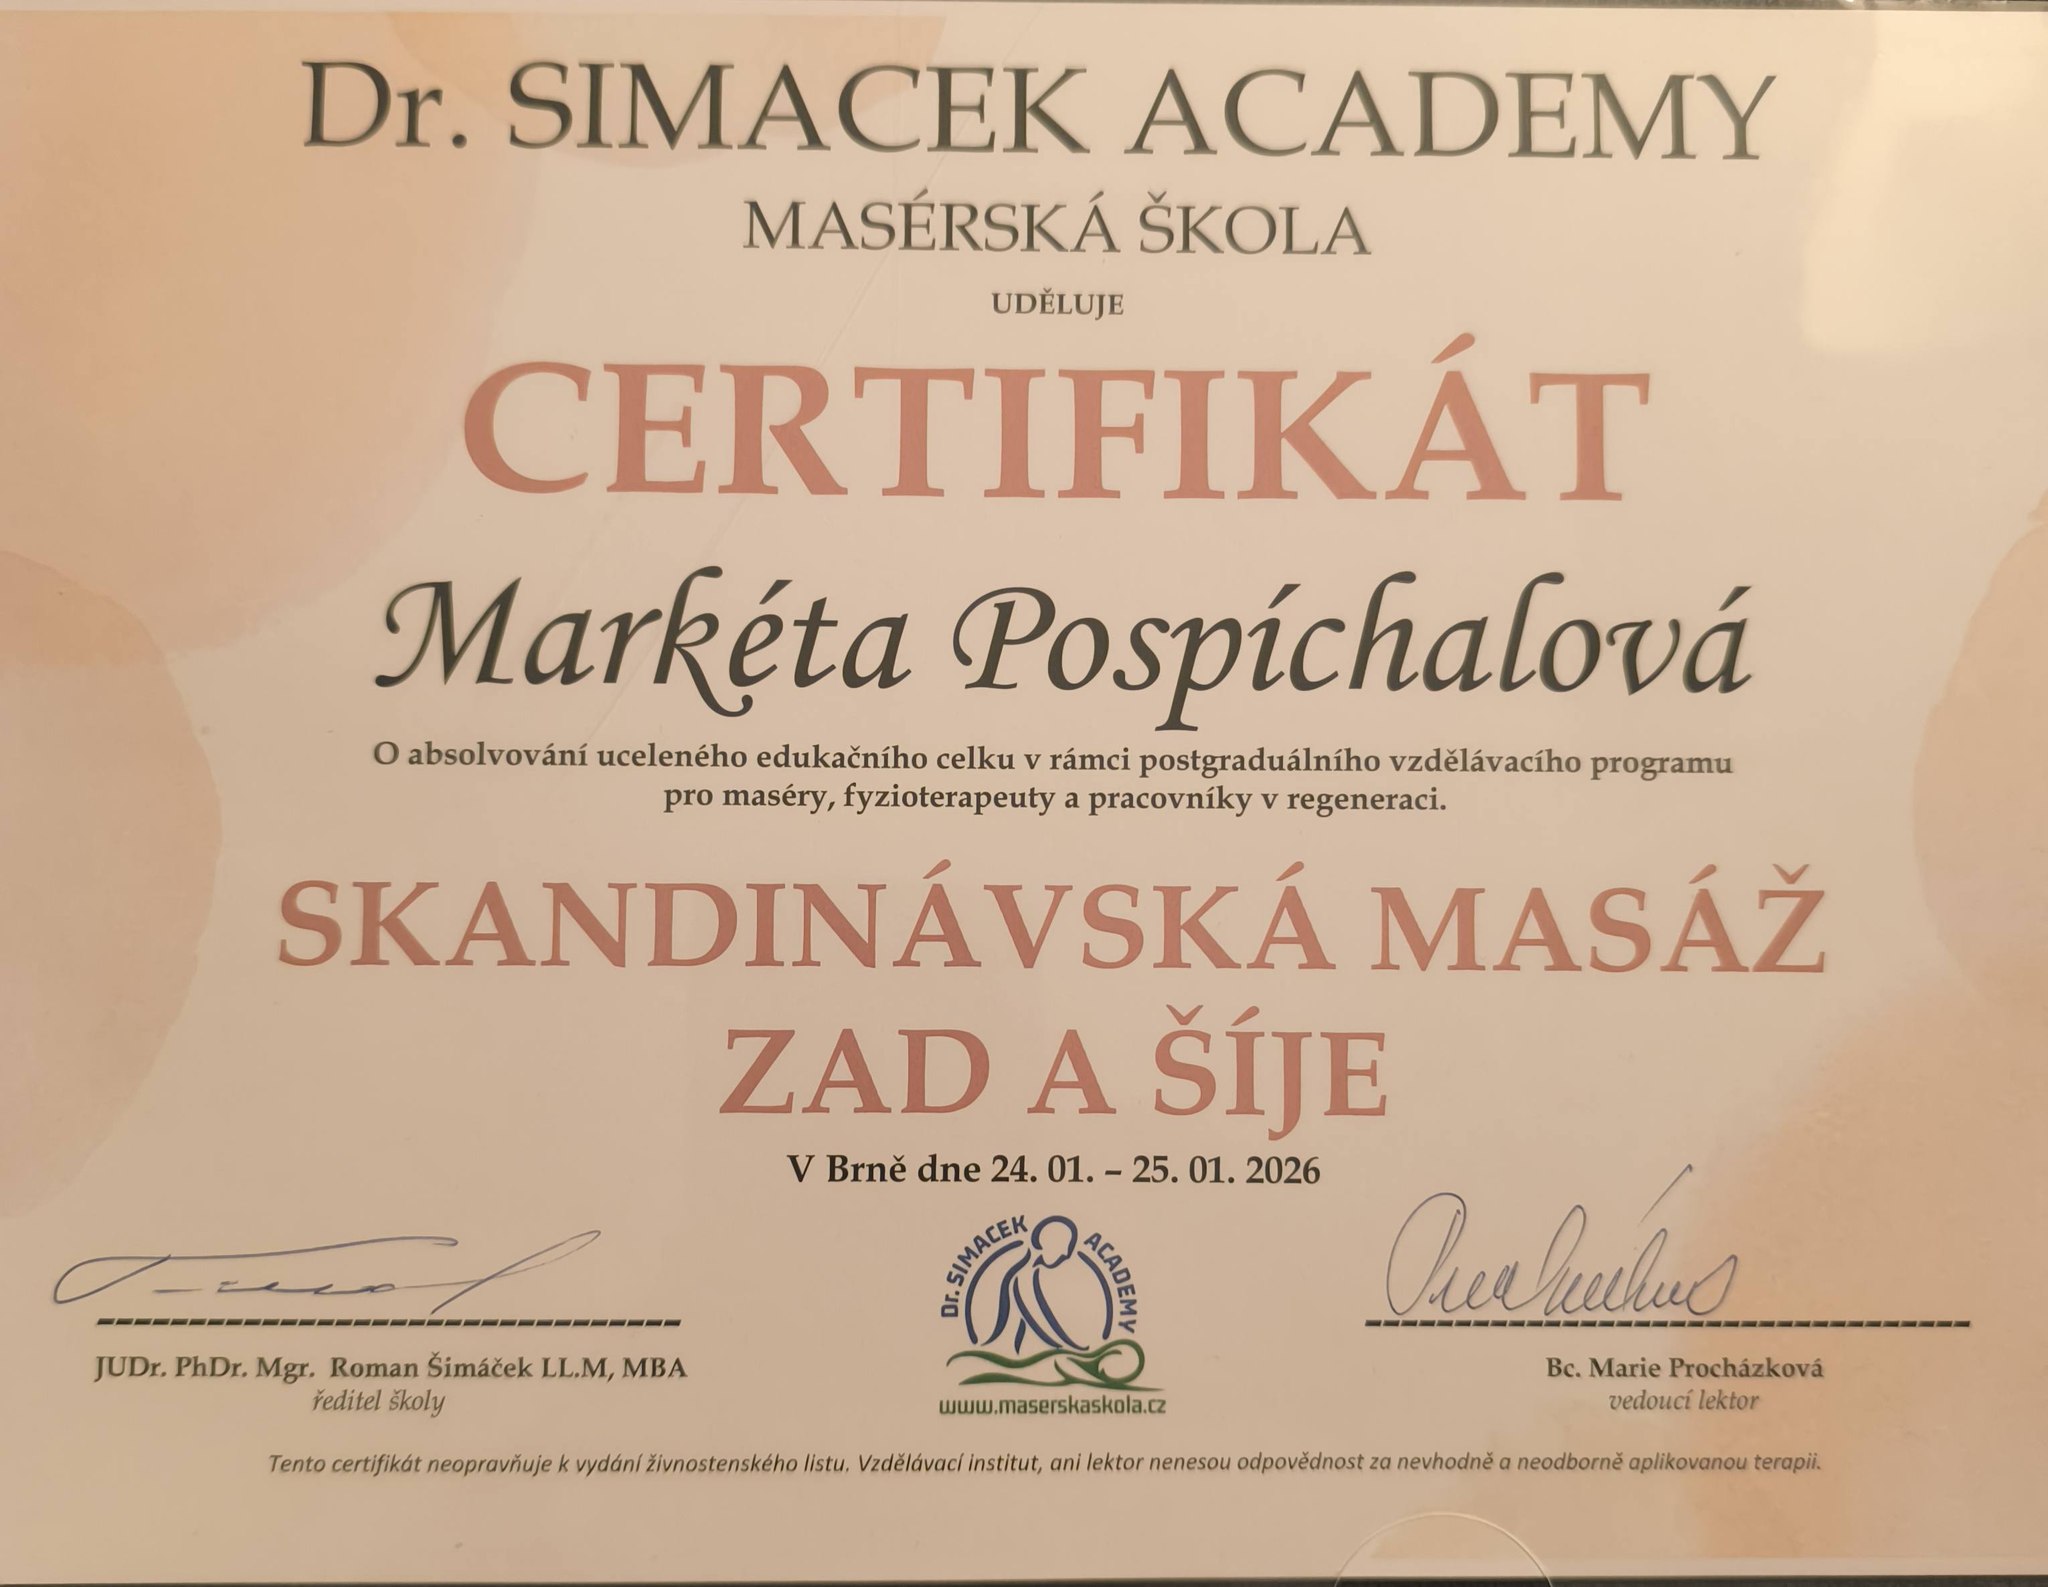 Dr. SIMACEK ACADEMY
MASÉRSKÁ ŠKOLA
UDĚLUJE
CERTIFIKÁT
Markéta Pospíchalová
O absolvování uceleného edukačního celku v rámci postgraduálního vzdělávacího programu
pro maséry, fyzioterapeuty a pracovníky v regeneraci.
SKANDINÁVSKÁ MASÁŽ
ZAD A ŠÍJE
V Brně dne 24. 01. – 25. 01. 2026
Dr. SIMACEK ACADEMY
www.maserskaskola.cz
JUDr. PhDr. Mgr. Roman Šimáček LL.M, MBA
ředitel školy
Bc. Marie Procházková
vedoucí lektor
Tento certifikát neopravňuje k vydání živnostenského listu. Vzdělávací institut, ani lektor nenesou odpovědnost za nevhodně a neodborně aplikovanou terapii.